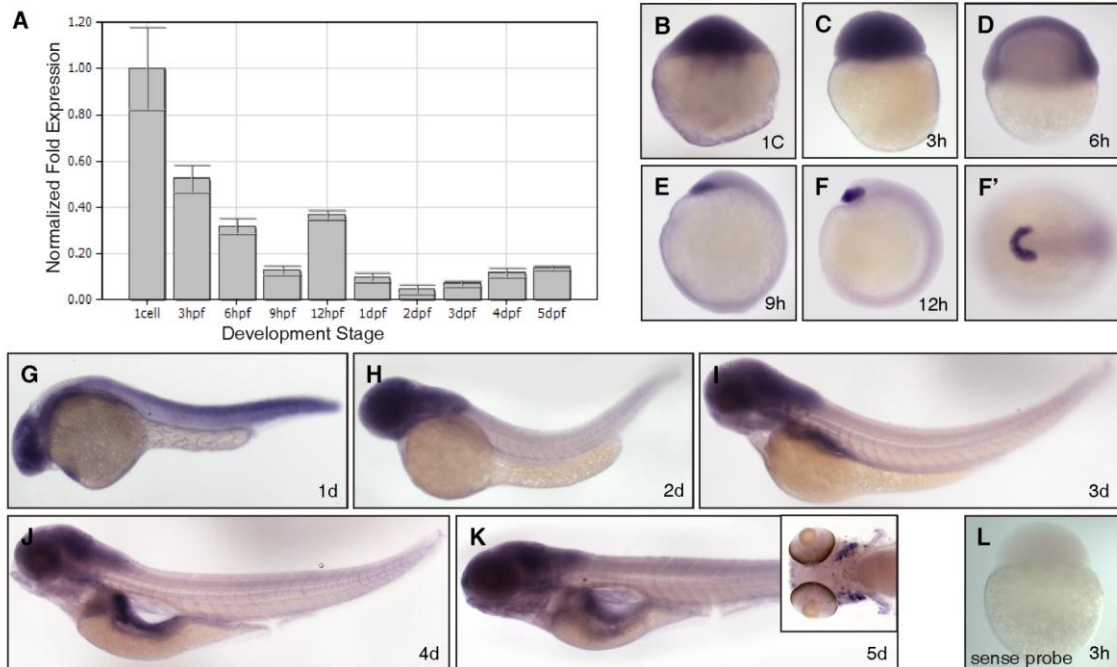 A
Normalized Fold Expression
1.20
1.00
0.80
0.60
0.40
0.20
0.00
1cell 3hpf 6hpf 9hpf 12hpf 1dpf 2dpf 3dpf 4dpf 5dpf
Development Stage
B
1C
C
3h
D
6h
E
9h
F
12h
F'
G
1d
H
2d
I
3d
J
4d
K
5d
L
sense probe 3h